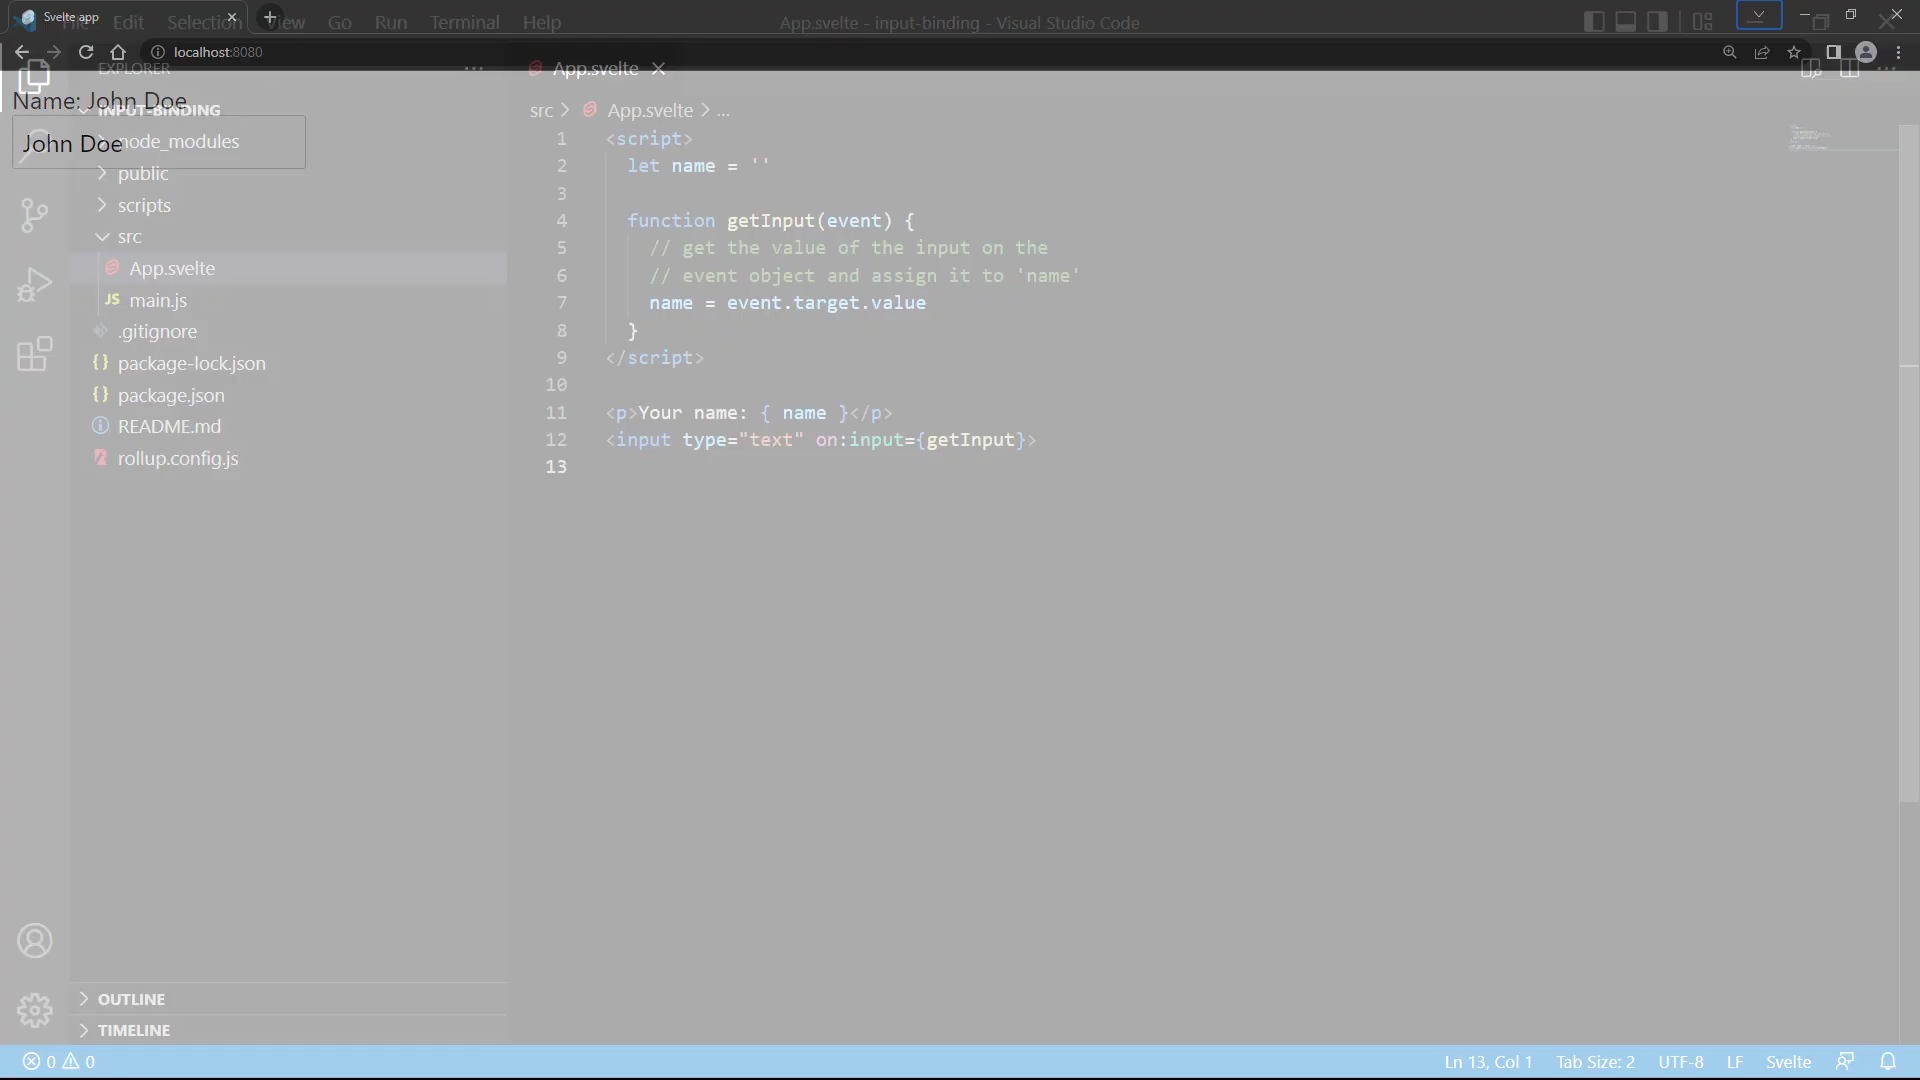 Svelte app
File Edit Selection View Go Run Terminal Help
App.svelte - input-binding - Visual Studio Code
localhost:8080
EXPLORER
App.svelte
Name: John Doe
INPUT-BINDING
John Doe
node_modules
public
scripts
src
App.svelte
main.js
.gitignore
package-lock.json
package.json
README.md
rollup.config.js
OUTLINE
TIMELINE
src > App.svelte > ...
1 <script>
2 let name = ''
3
4 function getInput(event) {
5 // get the value of the input on the
6 // event object and assign it to 'name'
7 name = event.target.value
8 }
9 </script>
10
11 <p>Your name: { name }</p>
12 <input type="text" on:input={getInput}>
13
0 0
Ln 13, Col 1 Tab Size: 2 UTF-8 LF Svelte